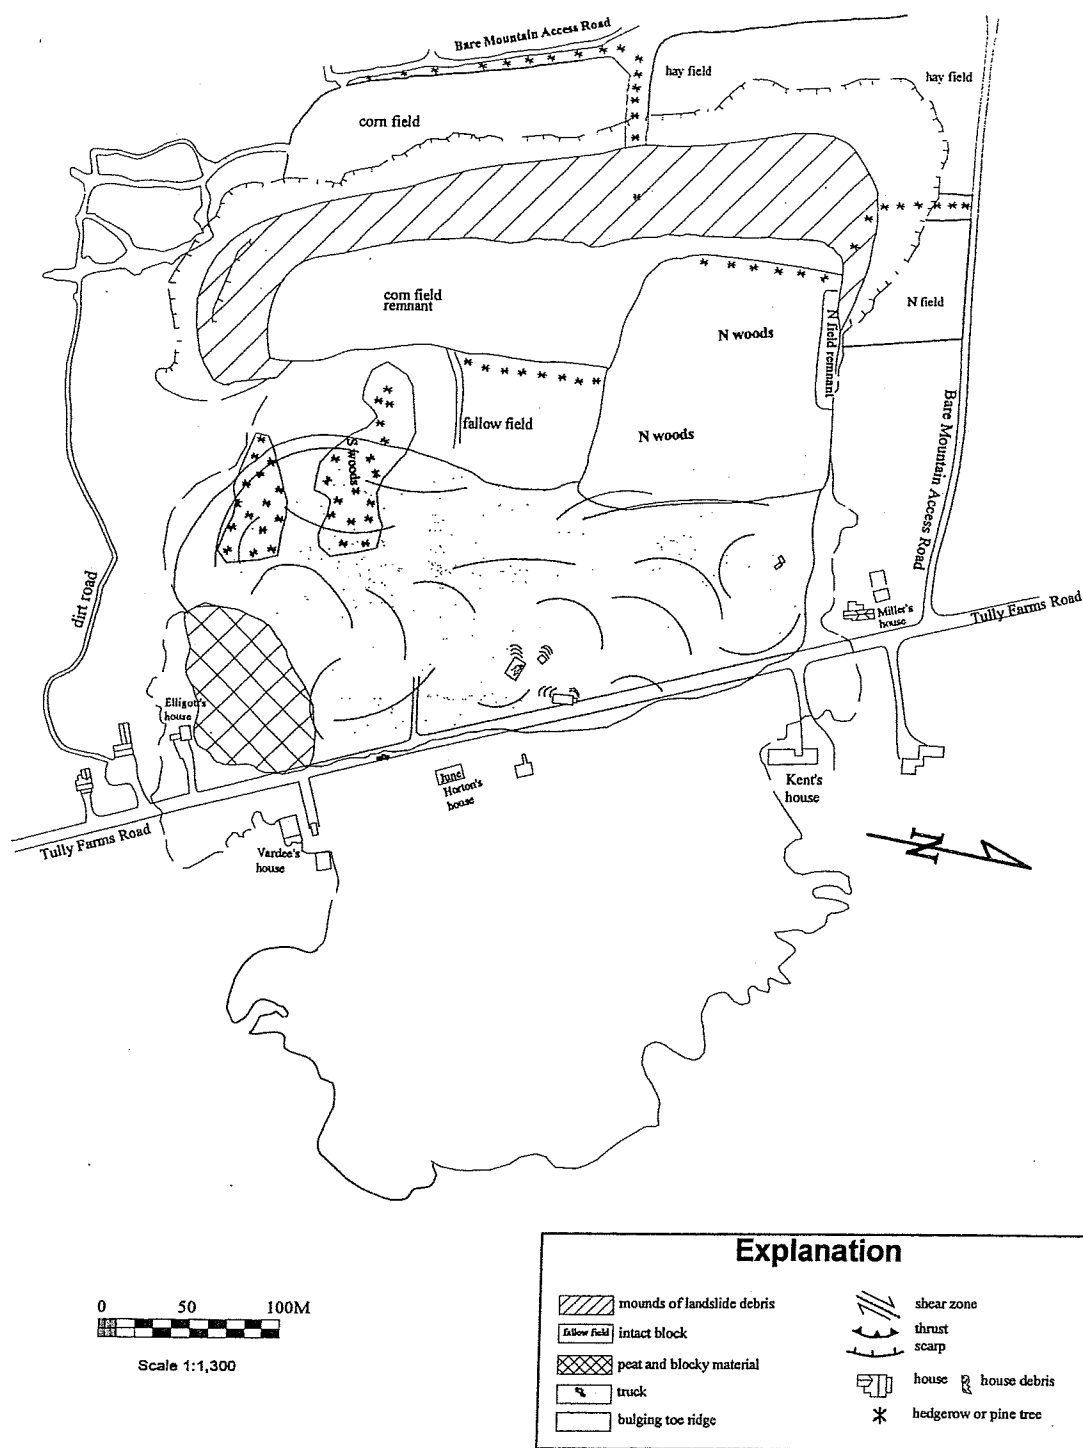 Bare Mountain Access Road
hay field
hay field
corn field
corn field
remnant
N field
N woods
N field remnant
fallow field
N woods
S woods
Bare Mountain Access Road
dirt road
Miller's
house
Tully Farms Road
Elligott's
house
June
Horton's
house
Kent's
house
Tully Farms Road
Vardee's
house
N
Explanation
mounds of landslide debris
fallow field
intact block
peat and blocky material
truck
bulging toe ridge
shear zone
thrust
scarp
house
house debris
hedgerow or pine tree
0 50 100M
Scale 1:1,300